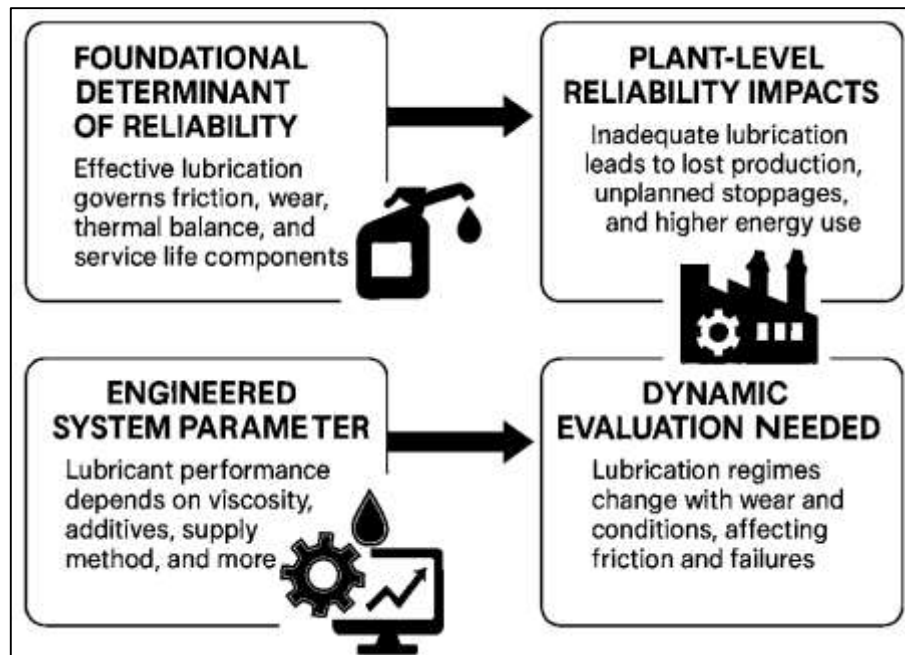 FOUNDATIONAL
DETERMINANT
OF RELIABILITY
Effective lubrication
governs friction, wear,
thermal balance, and
service life components
PLANT-LEVEL
RELIABILITY IMPACTS
Inadequate lubrication
leads to lost production,
unplanned stoppages,
and higher energy use
ENGINEERED
SYSTEM PARAMETER
Lubricant performance
depends on viscosity,
additives, supply
method, and more
DYNAMIC
EVALUATION NEEDED
Lubrication regimes
change with wear and
conditions, affecting
friction and failures